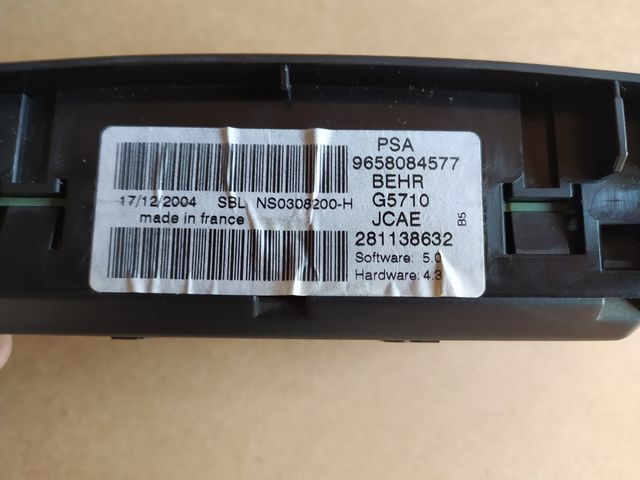 17/12/2004 SBL NS0308200-H
made in france
PSA
9658084577
BEHR
G5710
JCAE
281138632
Software: 5.0
Hardware: 4.3
B5